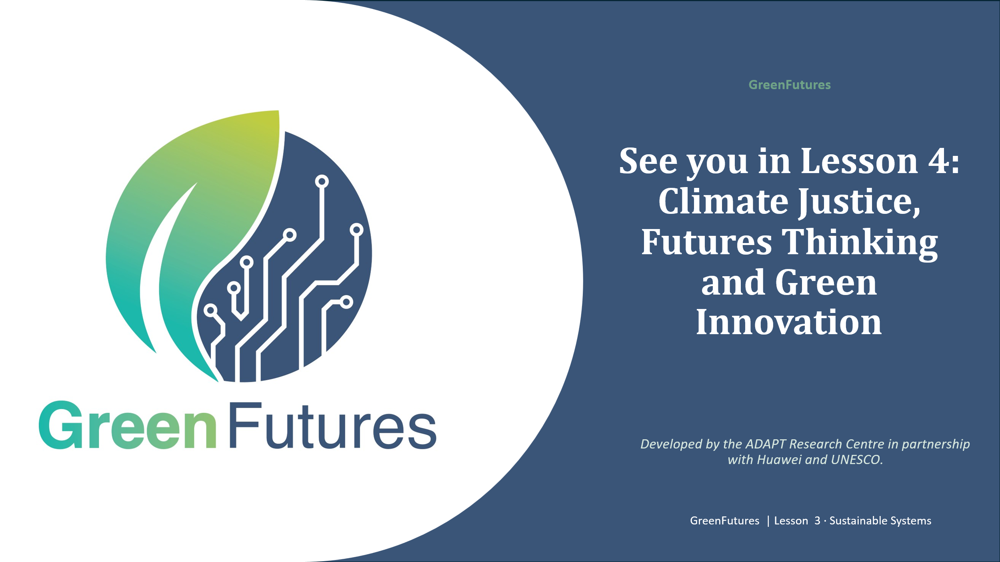 GreenFutures
GreenFutures
See you in Lesson 4:
Climate Justice,
Futures Thinking
and Green
Innovation
Developed by the ADAPT Research Centre in partnership
with Huawei and UNESCO.
GreenFutures | Lesson 3 · Sustainable Systems